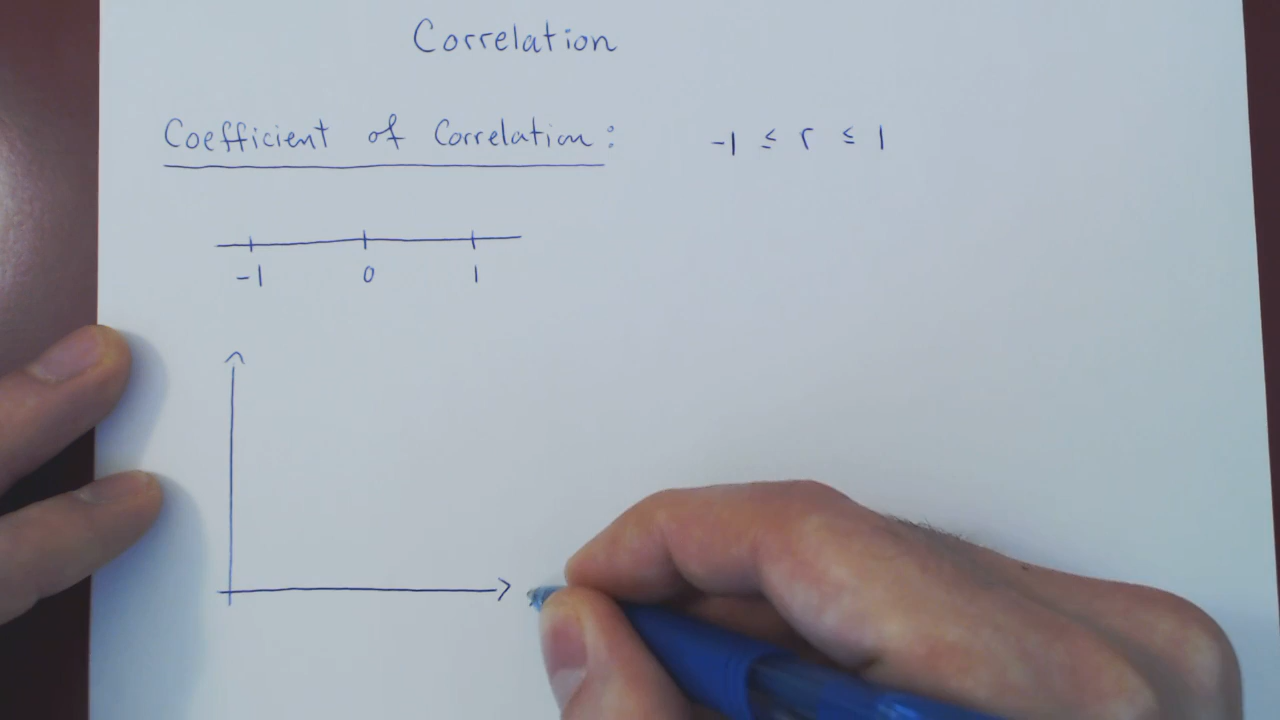 Correlation
Coefficient of Correlation: -1 ≤ r ≤ 1
-1 0 1